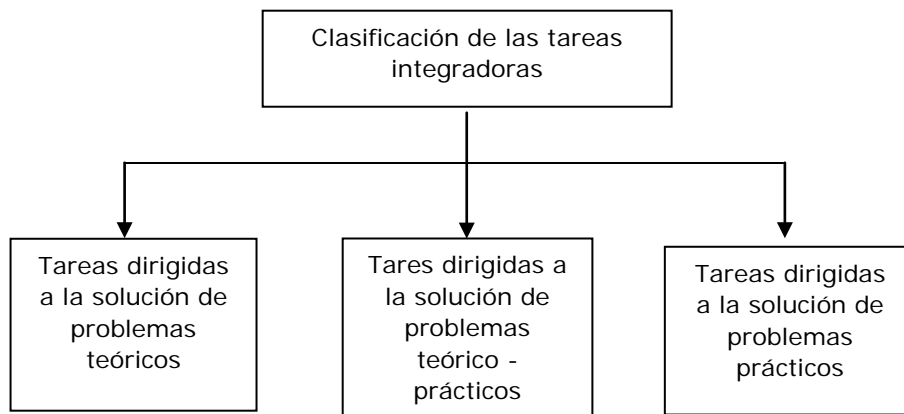 Clasificación de las tareas
integradoras
Tareas dirigidas
a la solución de
problemas
teóricos
Tares dirigidas a
la solución de
problemas
teórico -
prácticos
Tareas dirigidas
a la solución de
problemas
prácticos